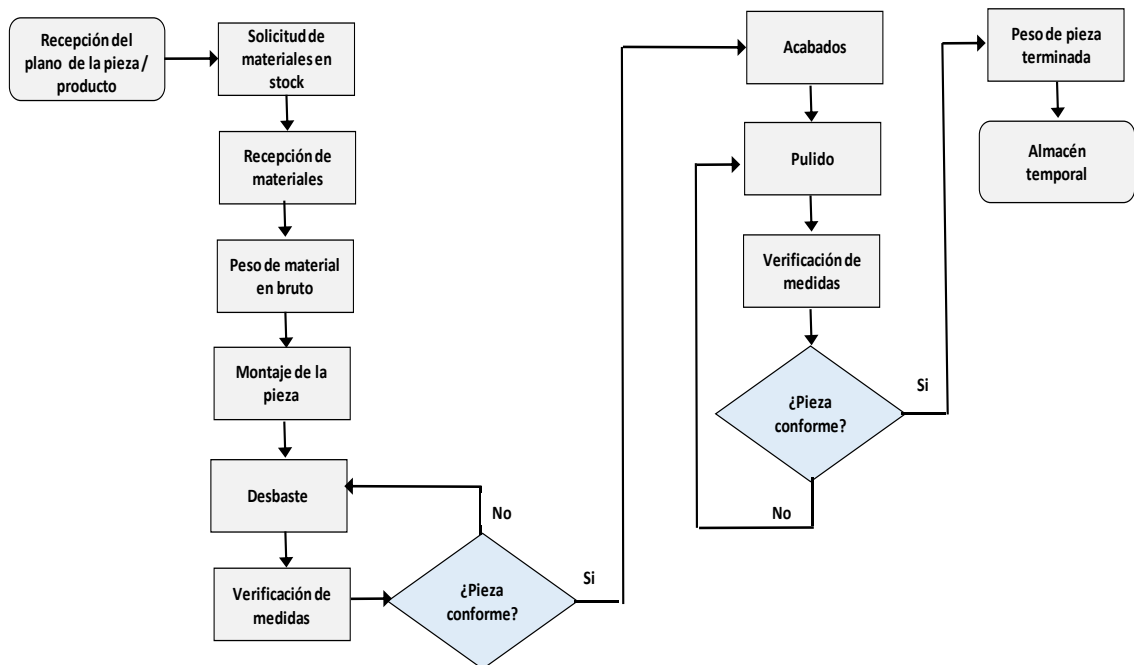 Recepción del
plano de la pieza /
producto
Solicitud de
materiales en
stock
Recepción de
materiales
Peso de material
en bruto
Montaje de la
pieza
Desbaste
Verificación de
medidas
No
¿Pieza
conforme?
Si
Acabados
Pulido
Verificación de
medidas
¿Pieza
conforme?
Si
No
Peso de pieza
terminada
Almacén
temporal